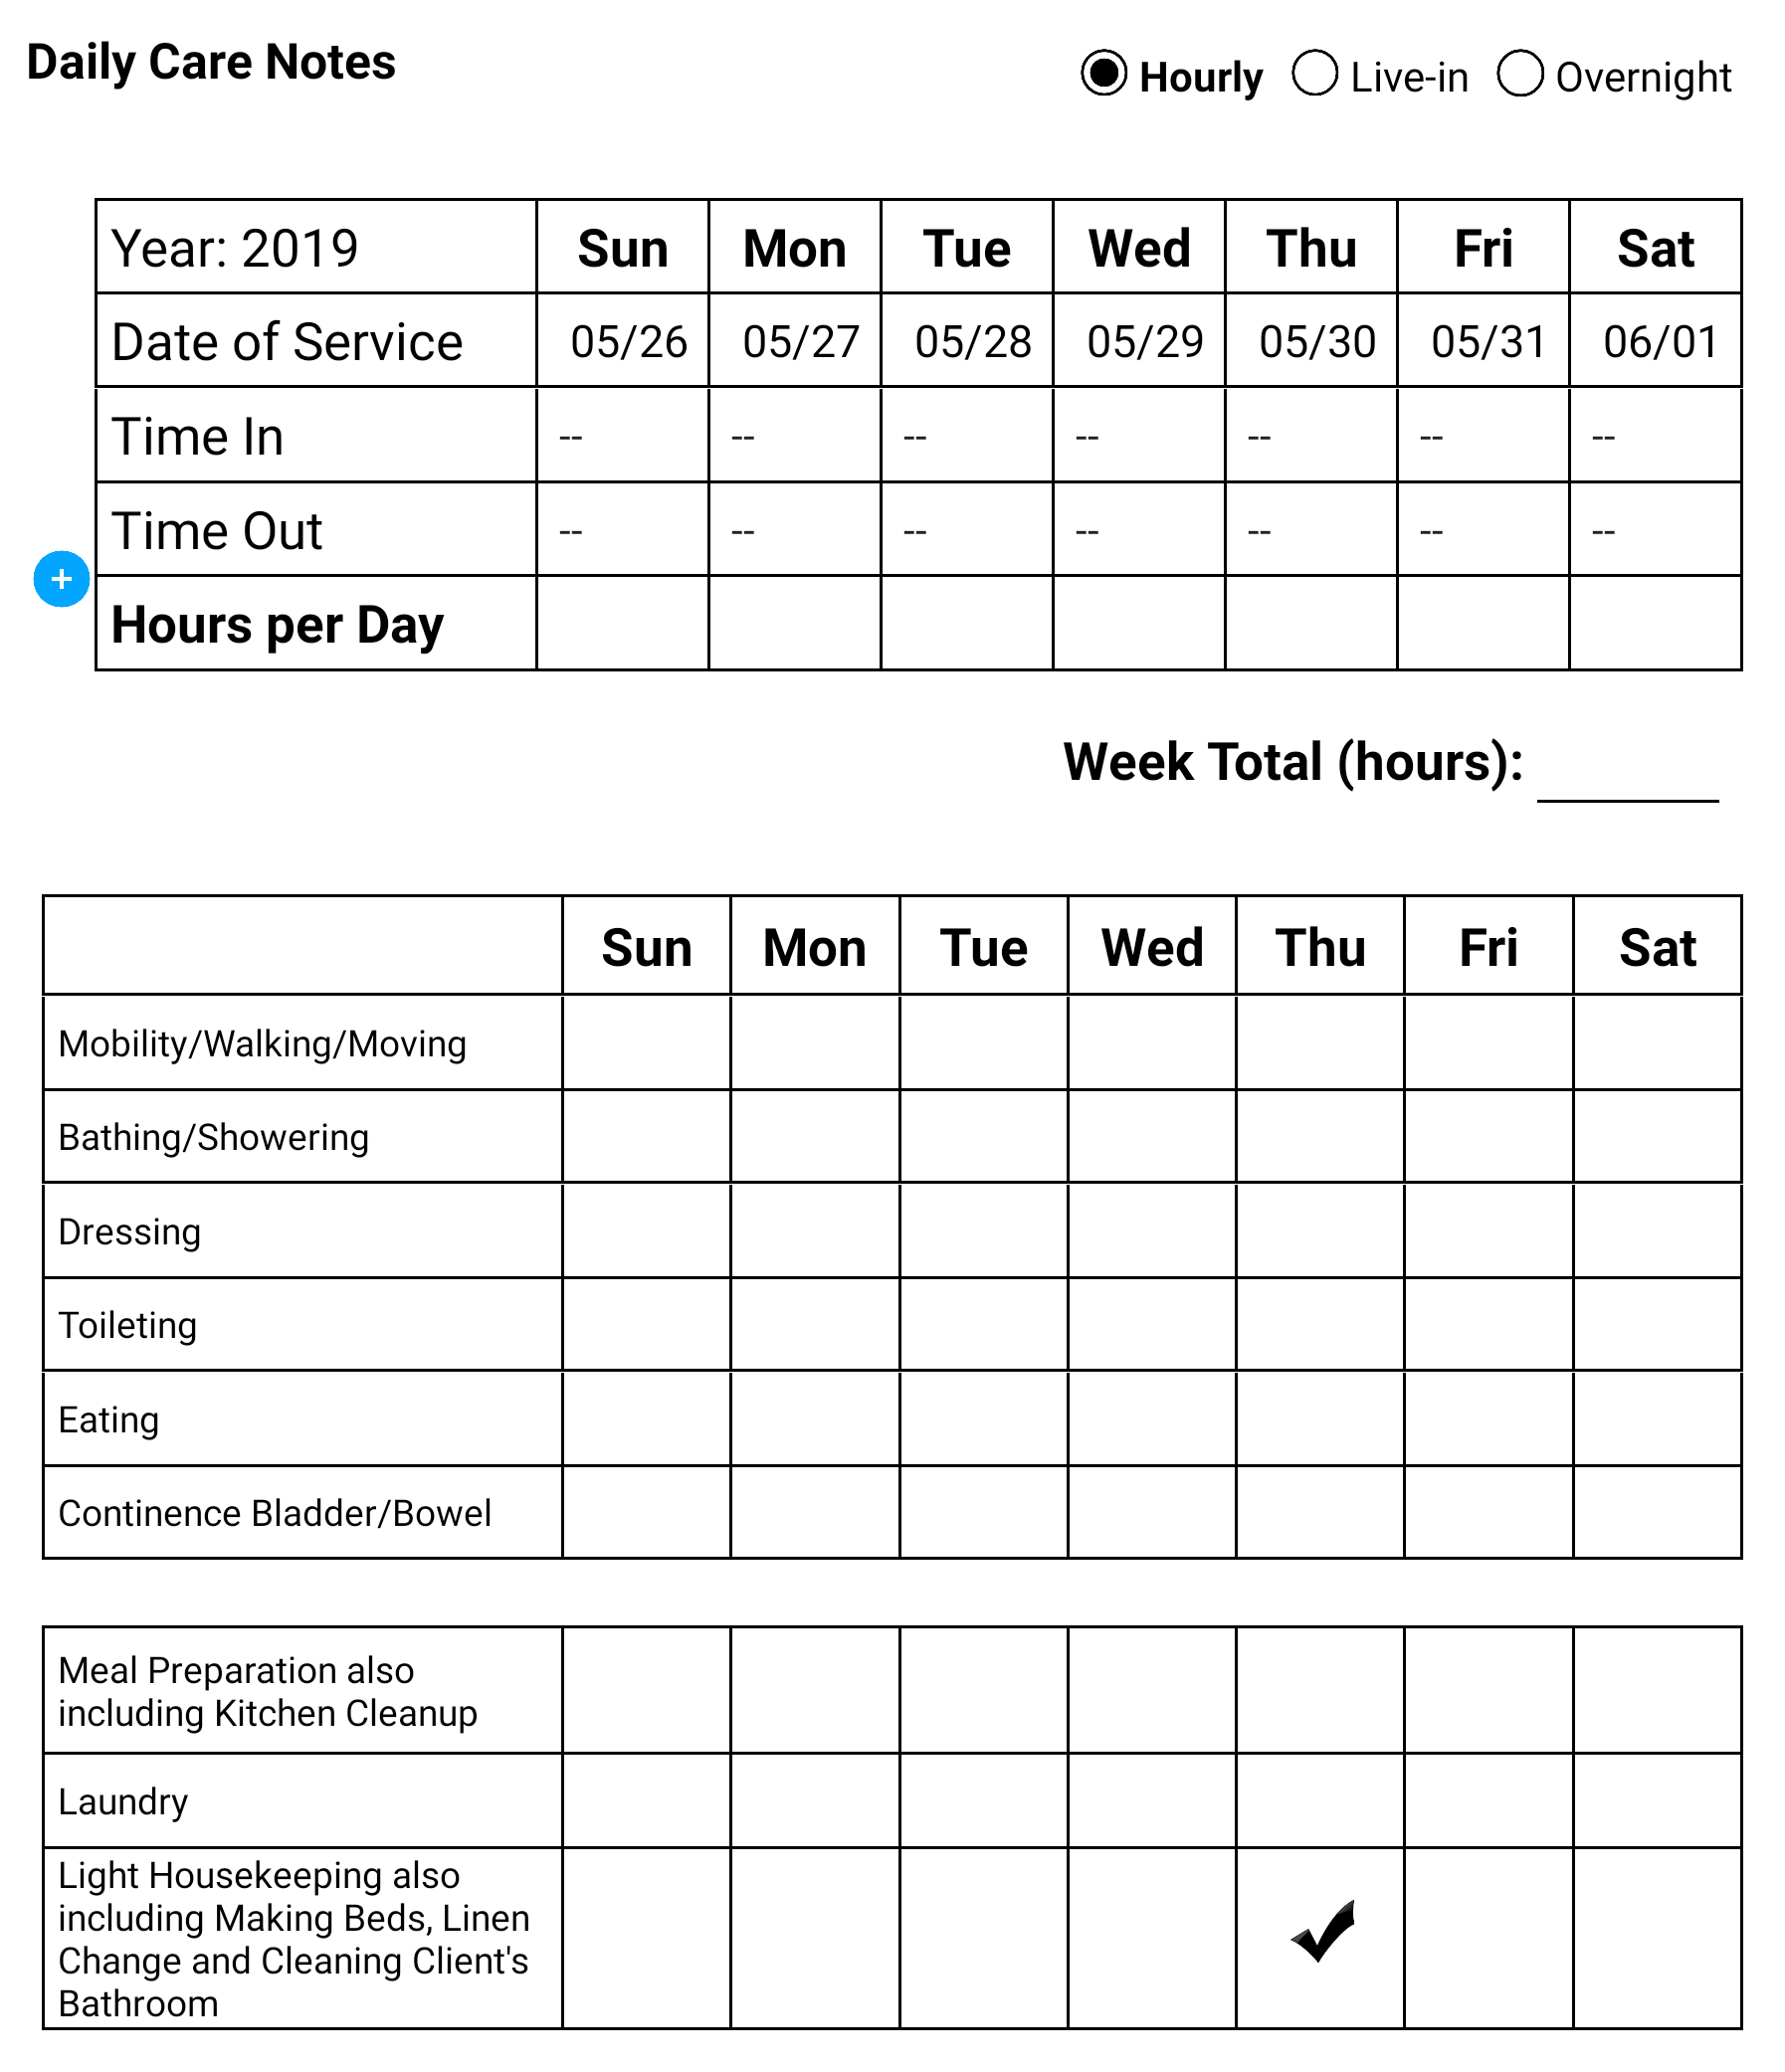 Daily Care Notes
Hourly Live-in Overnight
Year: 2019 Sun Mon Tue Wed Thu Fri Sat
Date of Service 05/26 05/27 05/28 05/29 05/30 05/31 06/01
Time In -- -- -- -- -- -- --
Time Out -- -- -- -- -- -- --
+
Hours per Day
Week Total (hours):
Sun Mon Tue Wed Thu Fri Sat
Mobility/Walking/Moving
Bathing/Showering
Dressing
Toileting
Eating
Continence Bladder/Bowel
Meal Preparation also
including Kitchen Cleanup
Laundry
Light Housekeeping also
including Making Beds, Linen
Change and Cleaning Client's
Bathroom